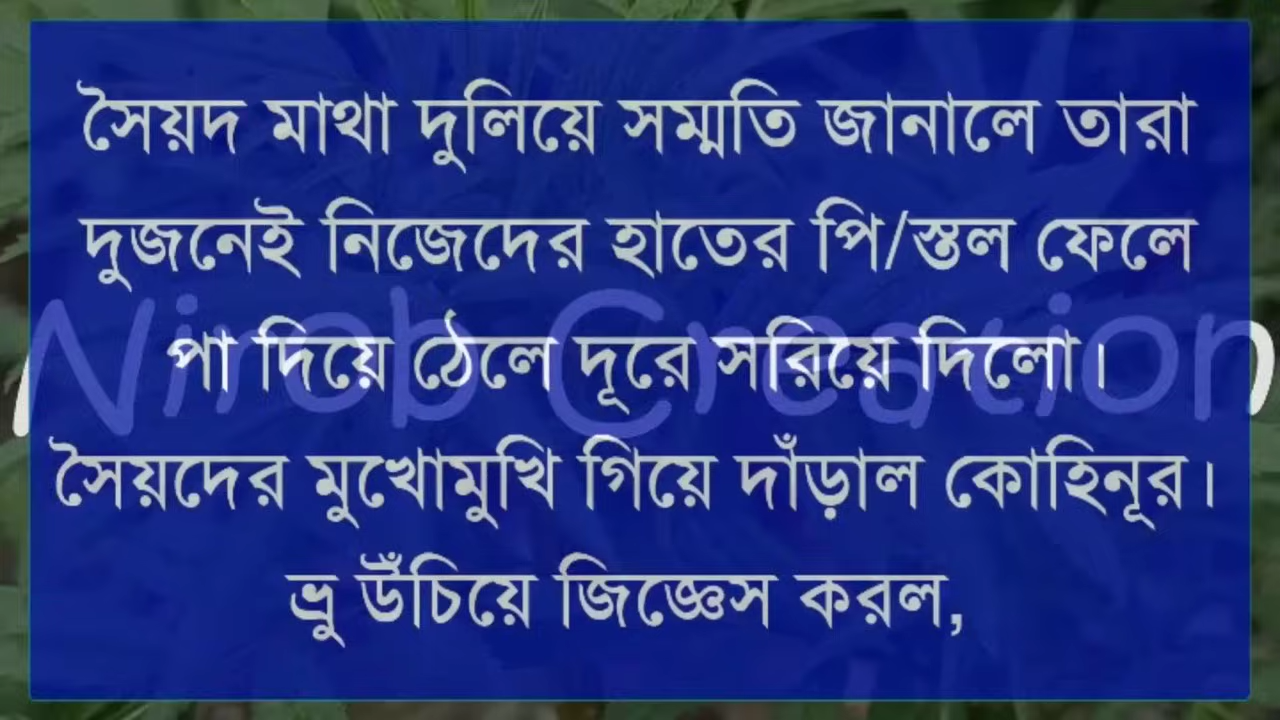 সৈয়দ মাথা দুলিয়ে সম্মতি জানালে তারা
দুজনেই নিজেদের হাতের পি/স্তল ফেলে
পা দিয়ে ঠেলে দূরে সরিয়ে দিলো।
সৈয়দের মুখোমুখি গিয়ে দাঁড়াল কোহিনূর।
ভ্রু উঁচিয়ে জিজ্ঞেস করল,
Nirob Creation